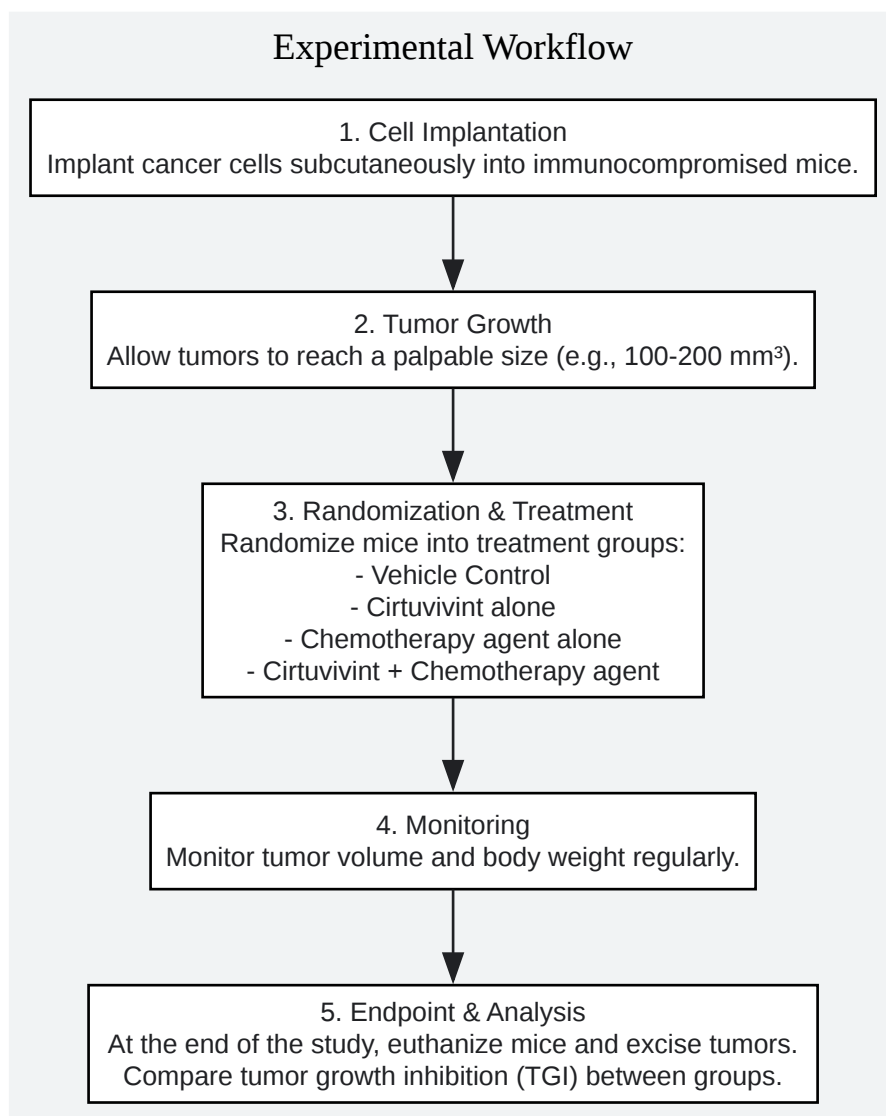 Experimental Workflow
1. Cell Implantation
Implant cancer cells subcutaneously into immunocompromised mice.
2. Tumor Growth
Allow tumors to reach a palpable size (e.g., 100-200 mm³).
3. Randomization & Treatment
Randomize mice into treatment groups:
- Vehicle Control
- Cirtuvivint alone
- Chemotherapy agent alone
- Cirtuvivint + Chemotherapy agent
4. Monitoring
Monitor tumor volume and body weight regularly.
5. Endpoint & Analysis
At the end of the study, euthanize mice and excise tumors.
Compare tumor growth inhibition (TGI) between groups.